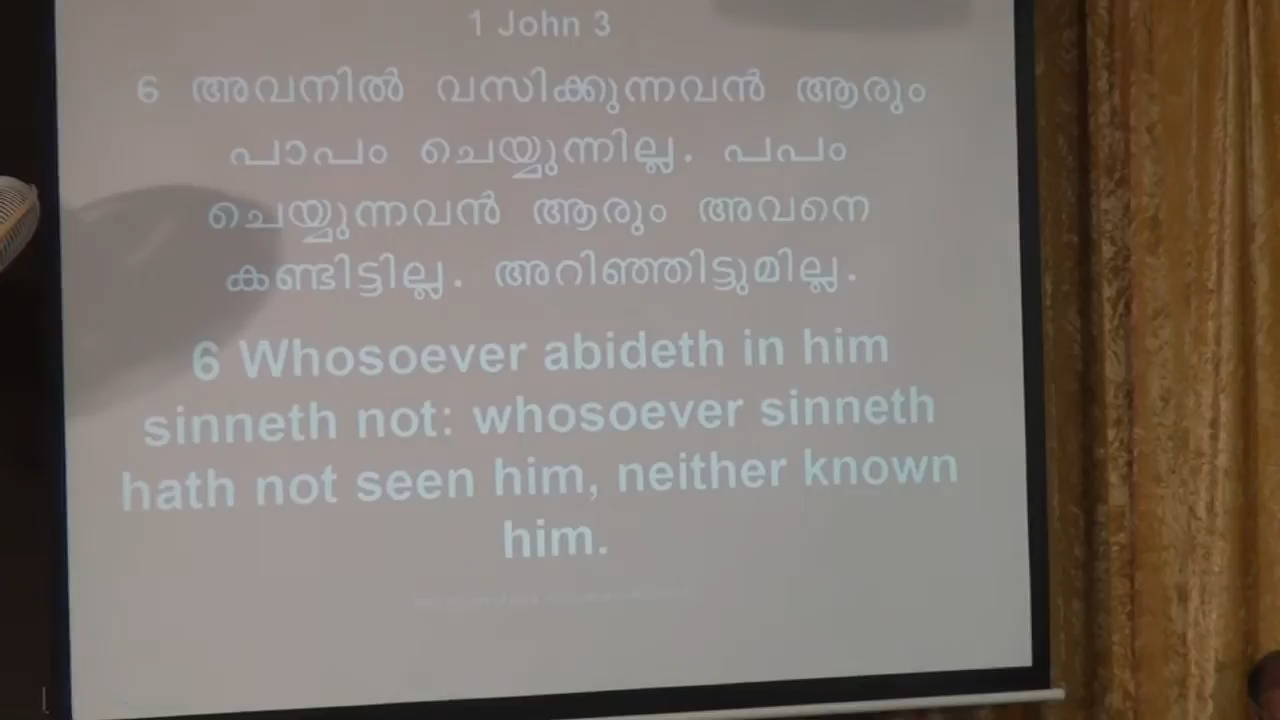 1 John 3
6 അവനിൽ വസിക്കുന്നവൻ ആരും
പാപം ചെയ്യുന്നില്ല. പപം
ചെയ്യുന്നവൻ ആരും അവനെ
കണ്ടിട്ടില്ല. അറിഞ്ഞിട്ടുമില്ല.
6 Whosoever abideth in him
sinneth not: whosoever sinneth
hath not seen him, neither known
him.